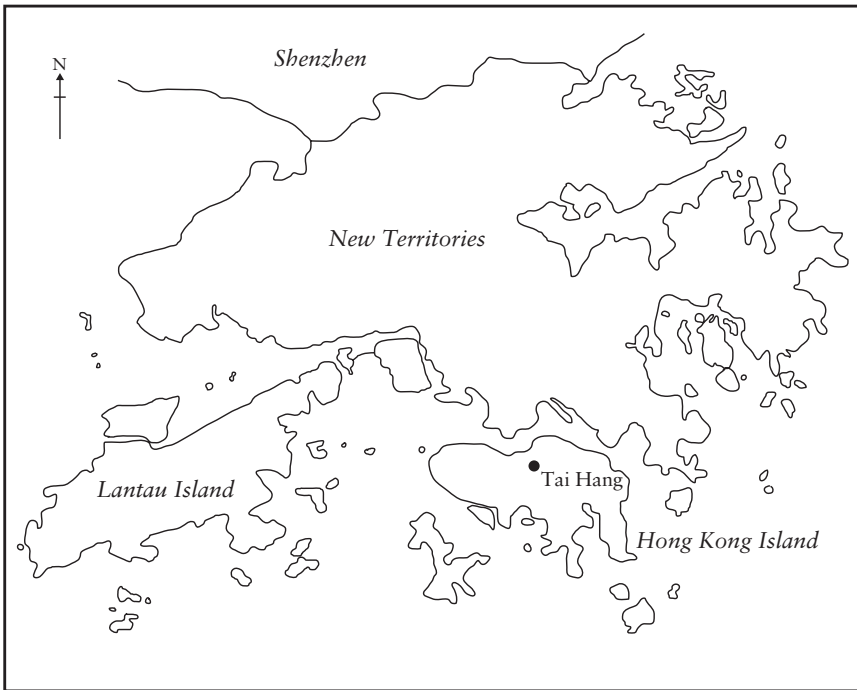 Shenzhen
N
New Territories
Tai Hang
Lantau Island
Hong Kong Island